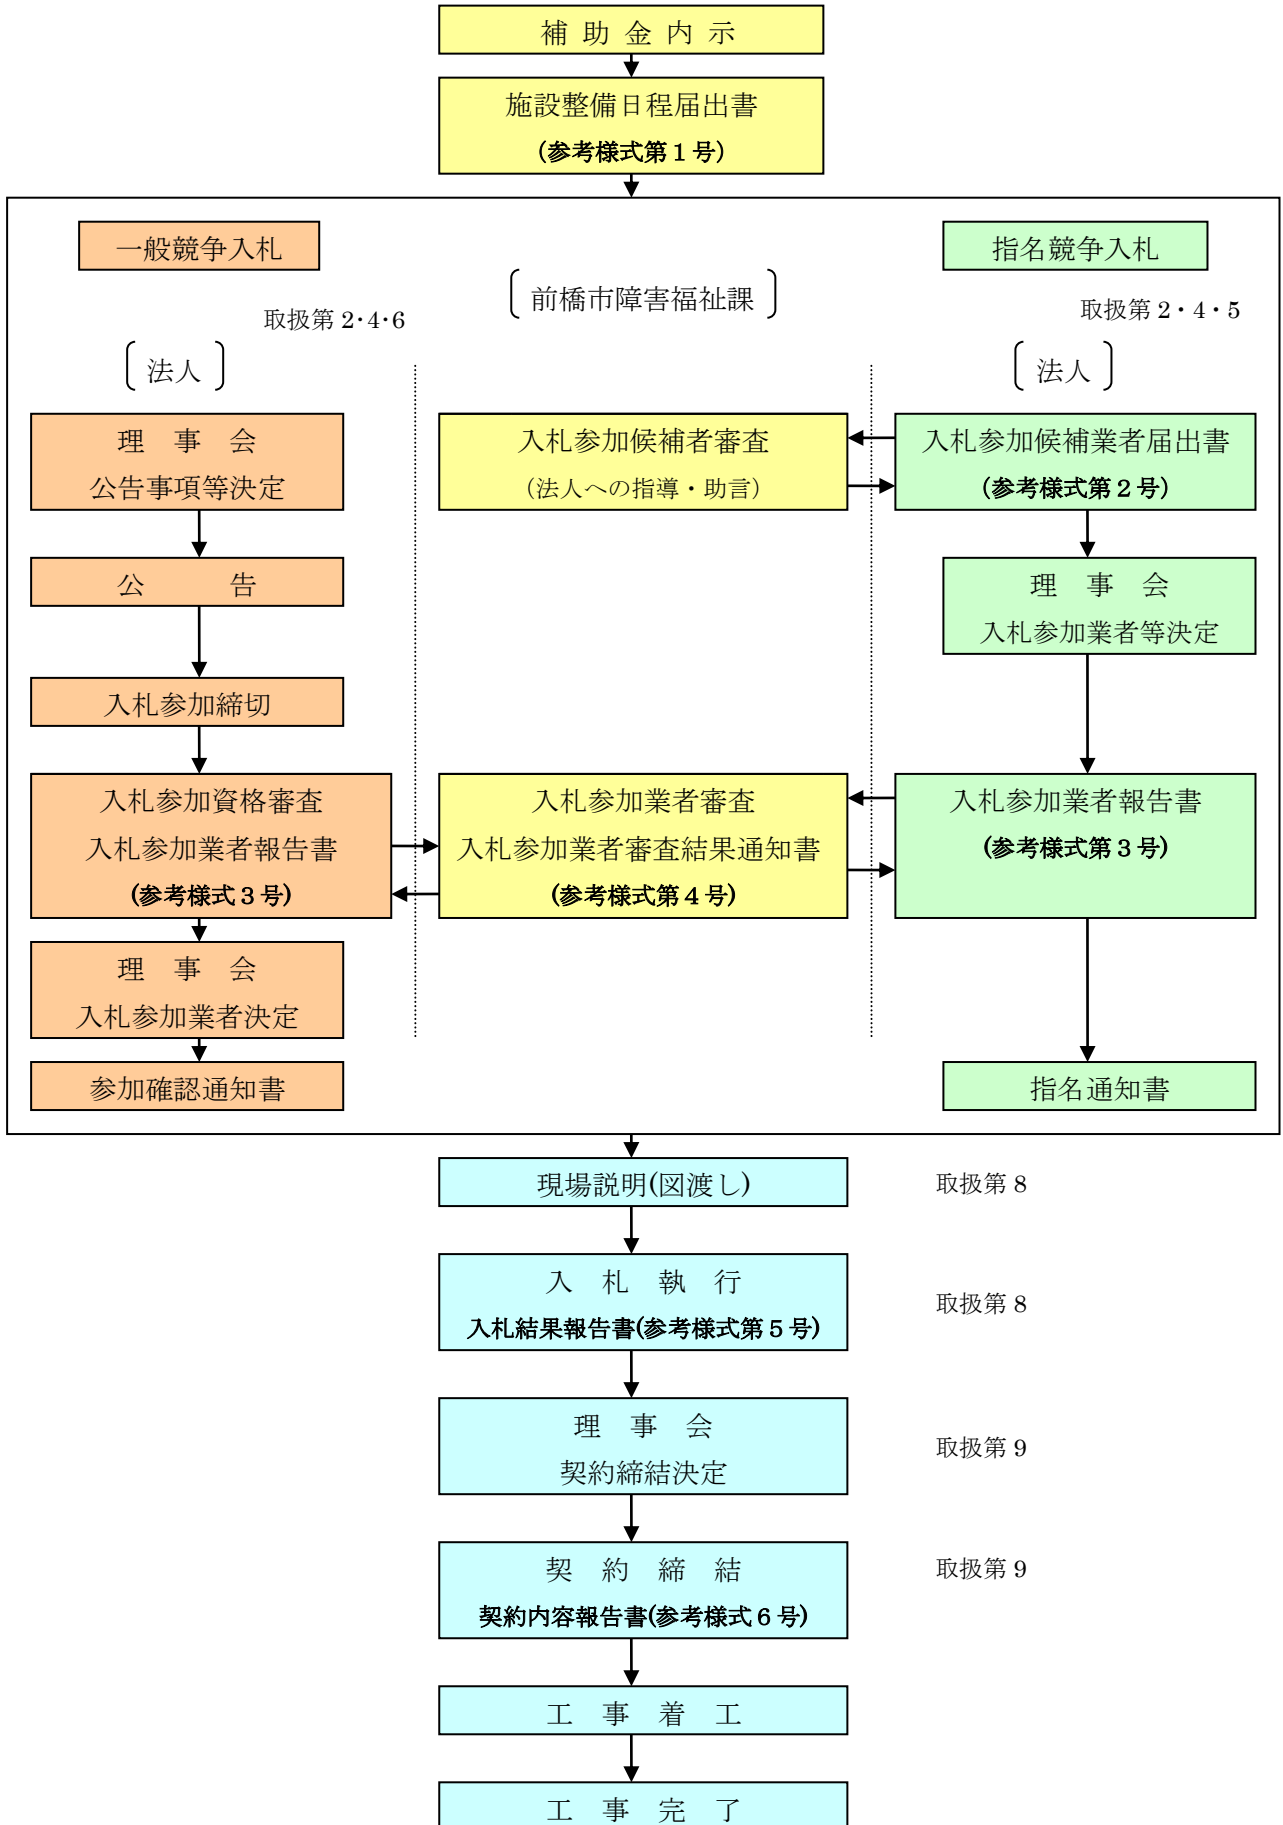 補 助 金 内 示
施設整備日程届出書
(参考様式第１号)
一般競争入札
指名競争入札
〔 前橋市障害福祉課 〕
取扱第 2･4･6
取扱第 2・4・5
〔 法人 〕
〔 法人 〕
理　事　会
公告事項等決定
入札参加候補者審査
(法人への指導・助言)
入札参加候補業者届出書
(参考様式第２号)
公　　　告
理　事　会
入札参加業者等決定
入札参加締切
入札参加資格審査
入札参加業者報告書
(参考様式３号)
入札参加業者審査
入札参加業者審査結果通知書
(参考様式第４号)
入札参加業者報告書
(参考様式第３号)
理　事　会
入札参加業者決定
参加確認通知書
指名通知書
現場説明(図渡し)
取扱第 8
入　札　執　行
入札結果報告書(参考様式第５号)
取扱第 8
理　事　会
契約締結決定
取扱第 9
契　約　締　結
契約内容報告書(参考様式６号)
取扱第 9
工　事　着　工
工　事　完　了